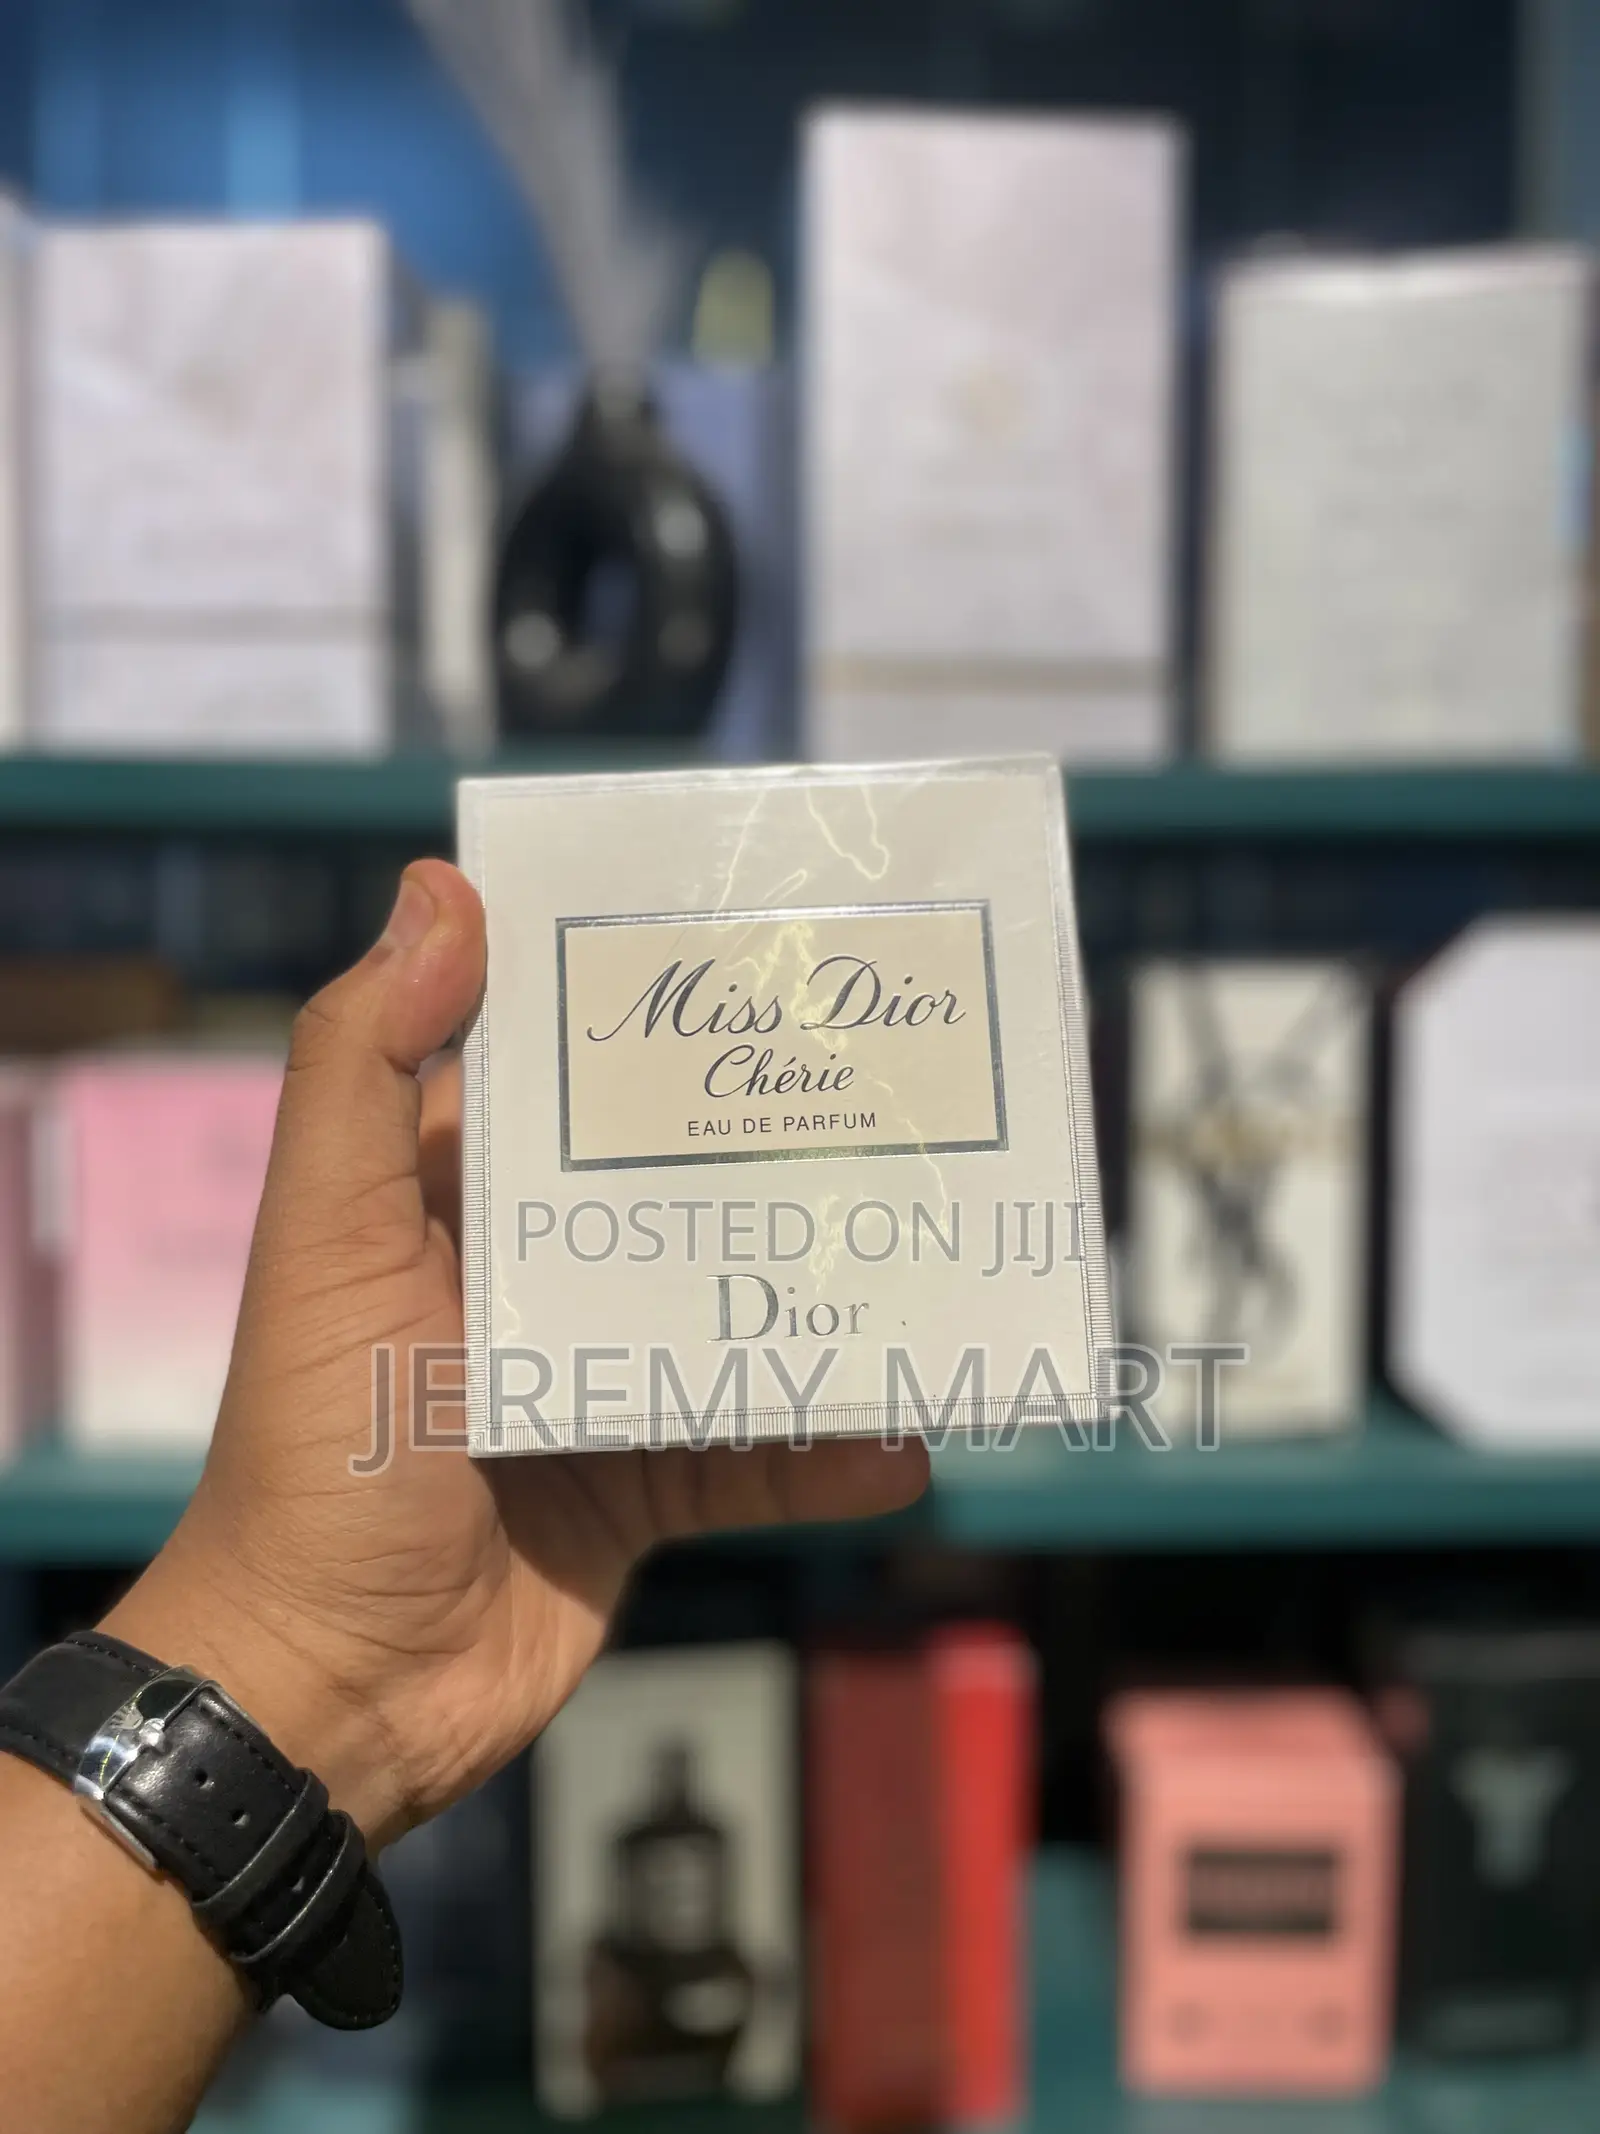 Miss Dior
Chérie
EAU DE PARFUM
POSTED ON JIJI
Dior
JEREMY MART